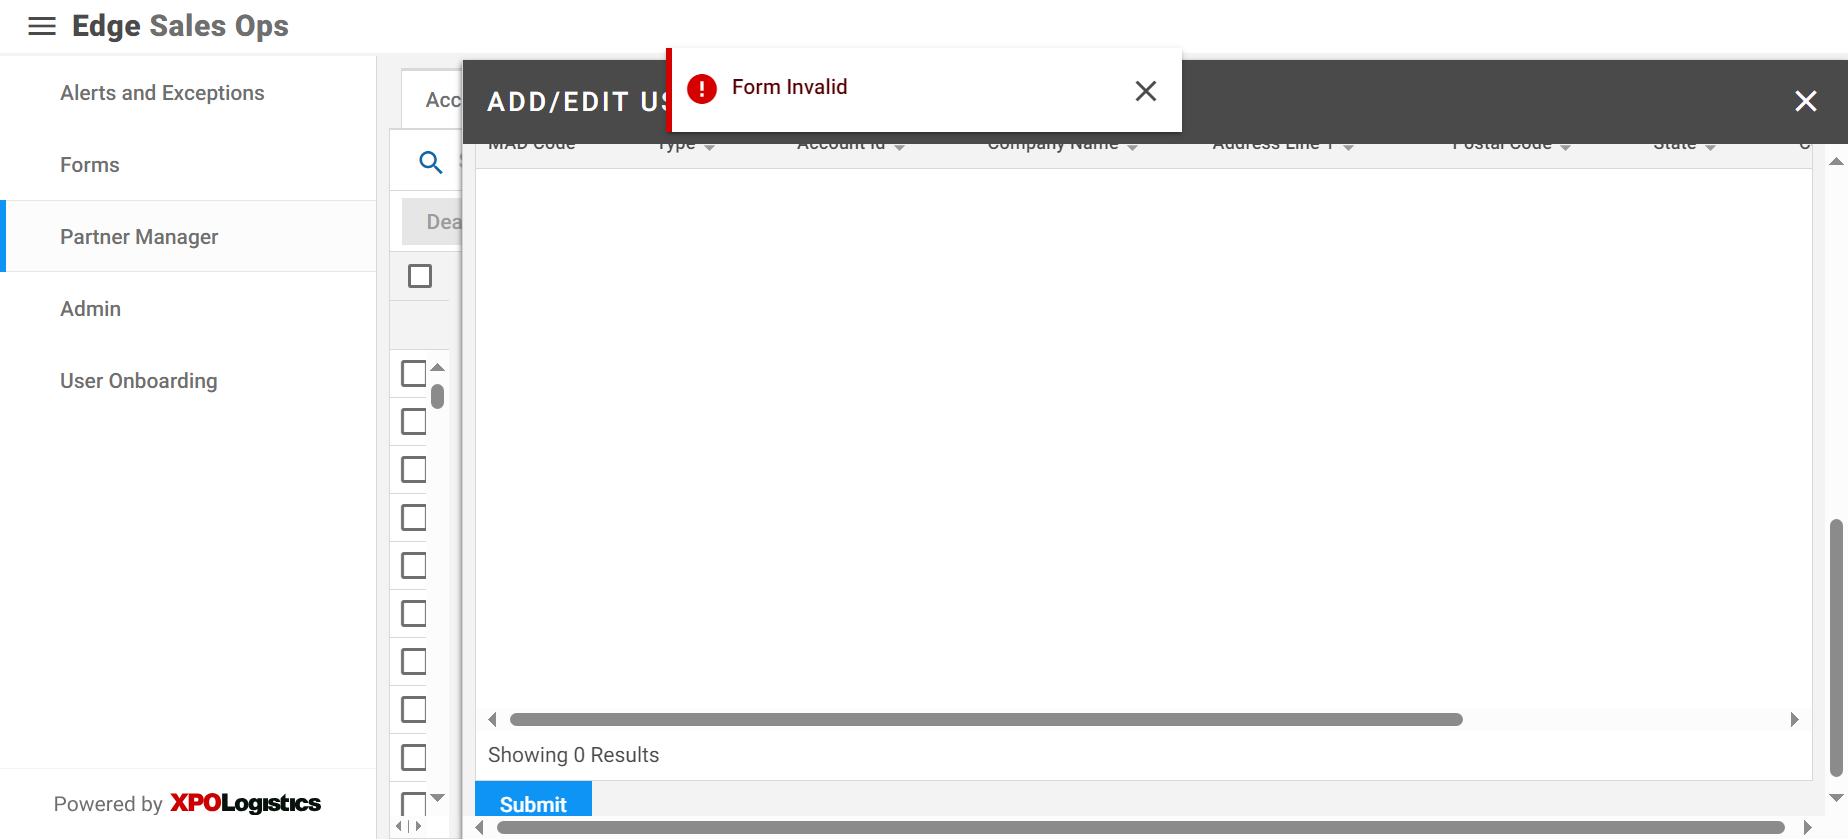 Edge Sales Ops
Alerts and Exceptions
Forms
Partner Manager
Admin
User Onboarding
Powered by XPOLogistics
Acc
Dea
ADD/EDIT US
Form Invalid
MAD Code Type Account Id Company Name Address Line 1 Postal Code State C
Showing 0 Results
Submit